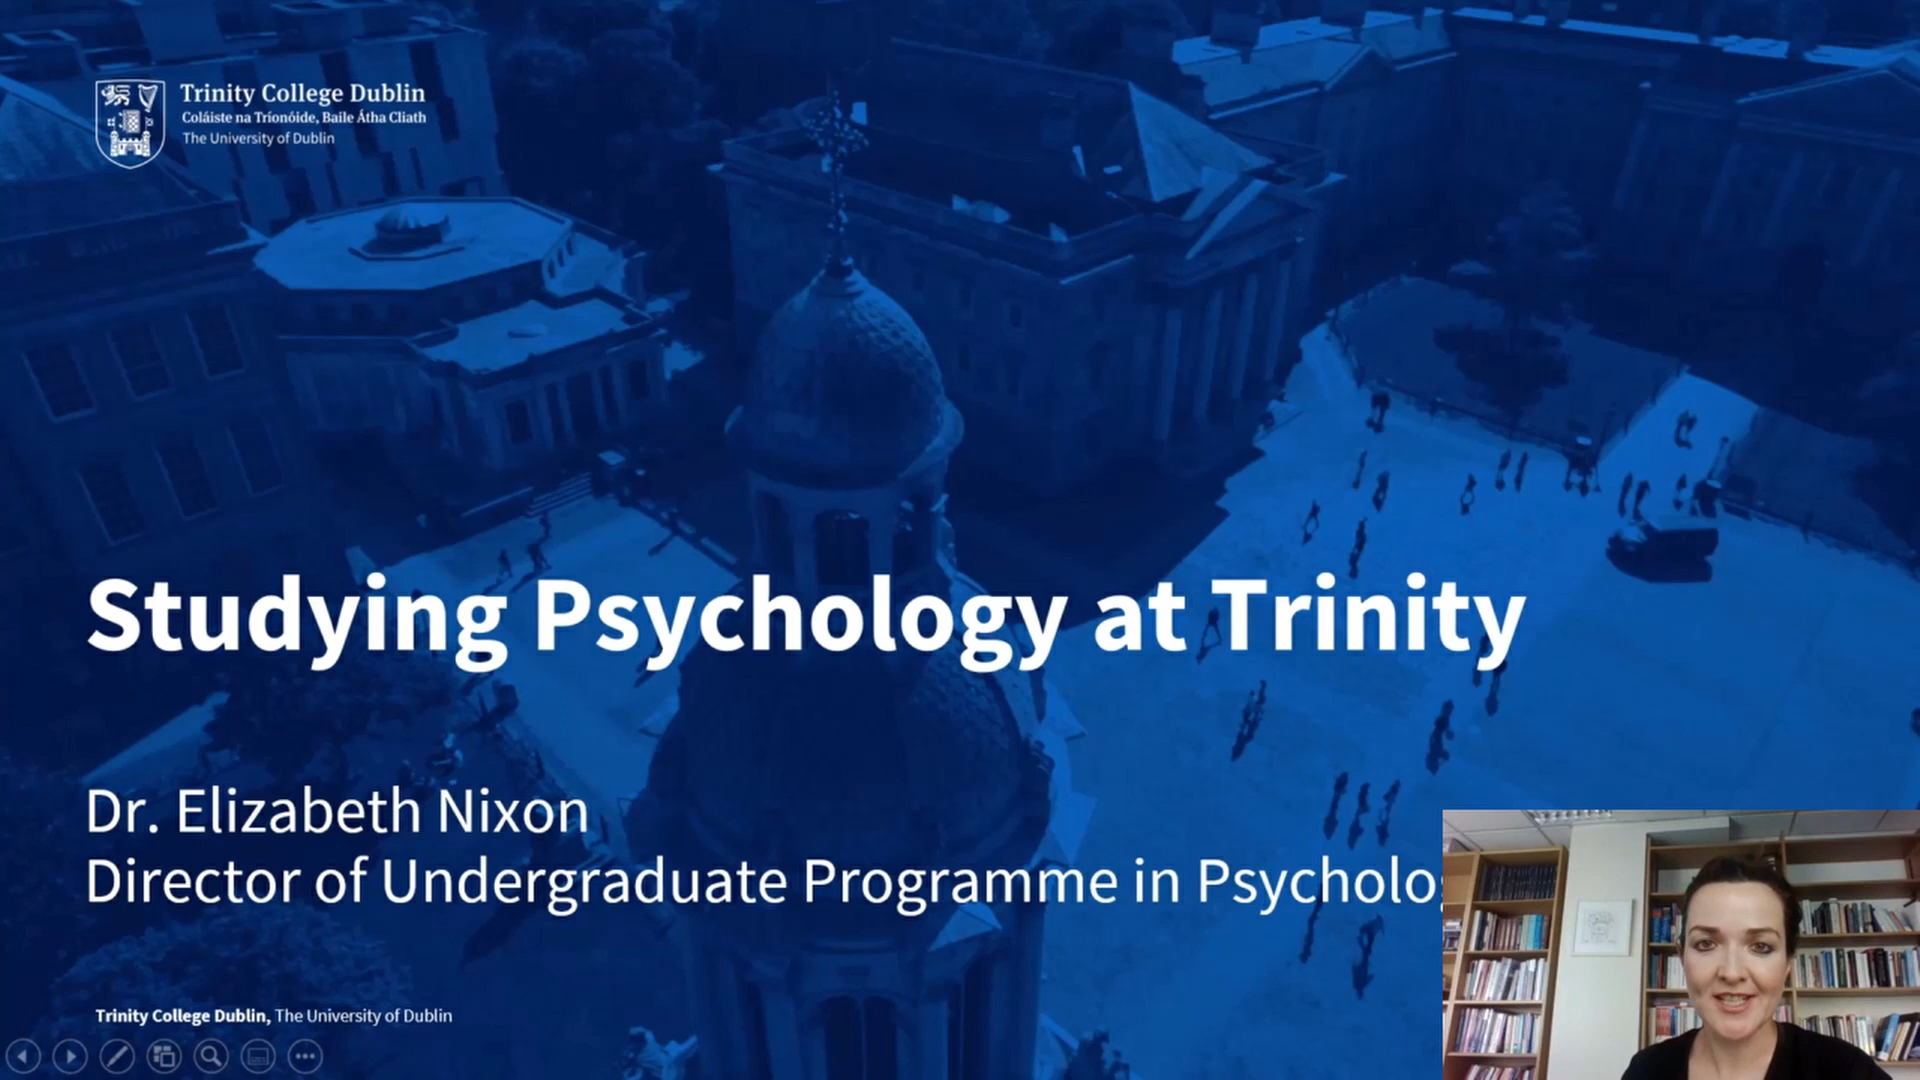 Trinity College Dublin
Coláiste na Tríonóide, Baile Átha Cliath
The University of Dublin
Studying Psychology at Trinity
Dr. Elizabeth Nixon
Director of Undergraduate Programme in Psycholog
Trinity College Dublin, The University of Dublin